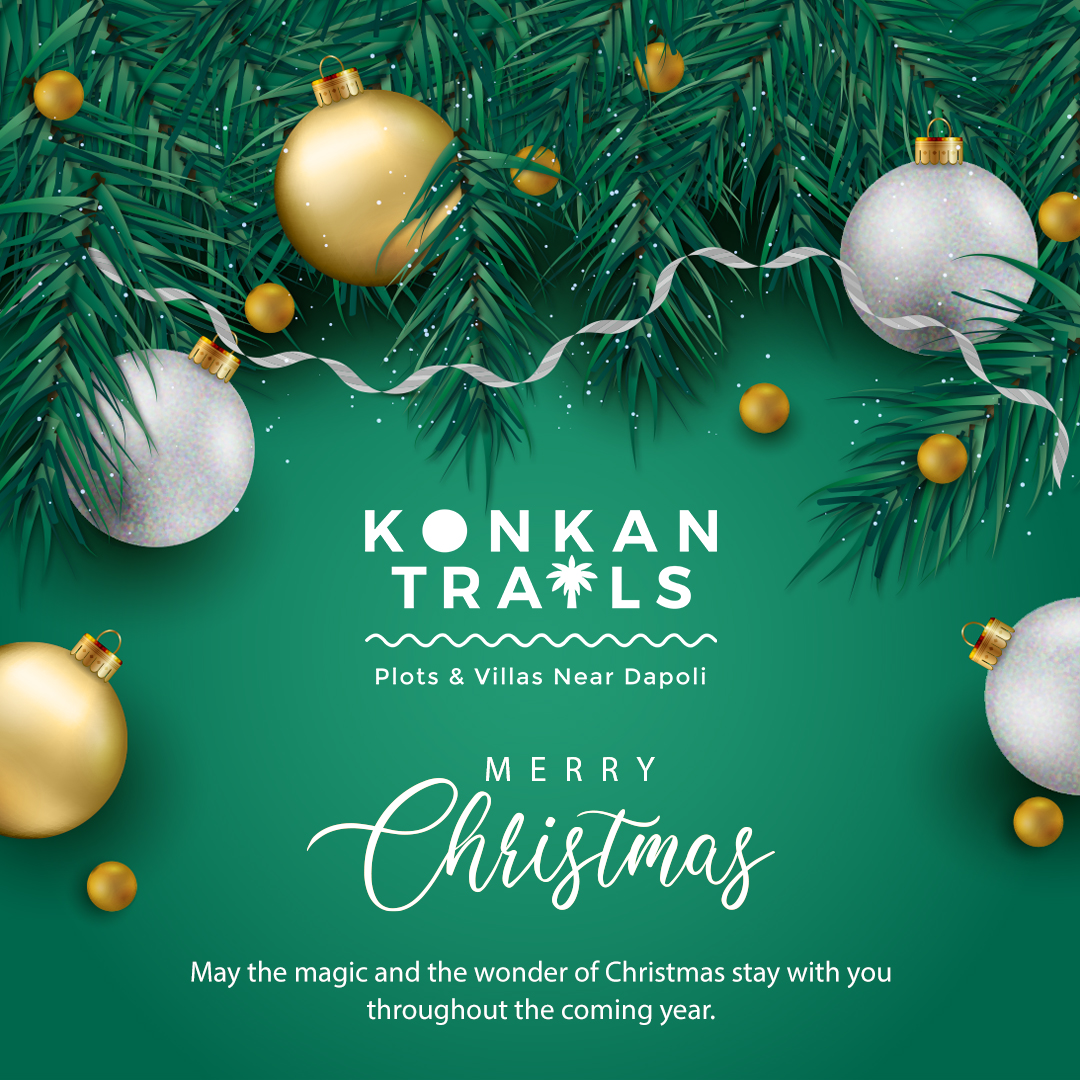 KONKAN
TRAILS
Plots & Villas Near Dapoli
MERRY
Christmas
May the magic and the wonder of Christmas stay with you
throughout the coming year.